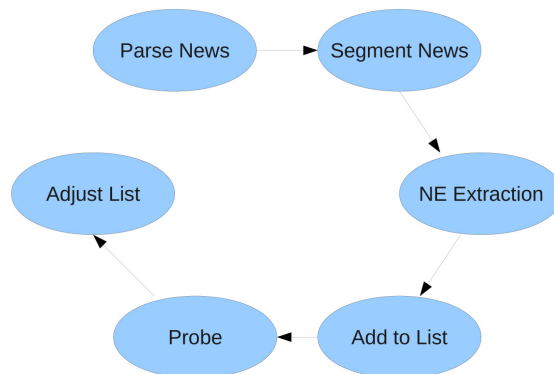 Parse News
Segment News
NE Extraction
Add to List
Probe
Adjust List